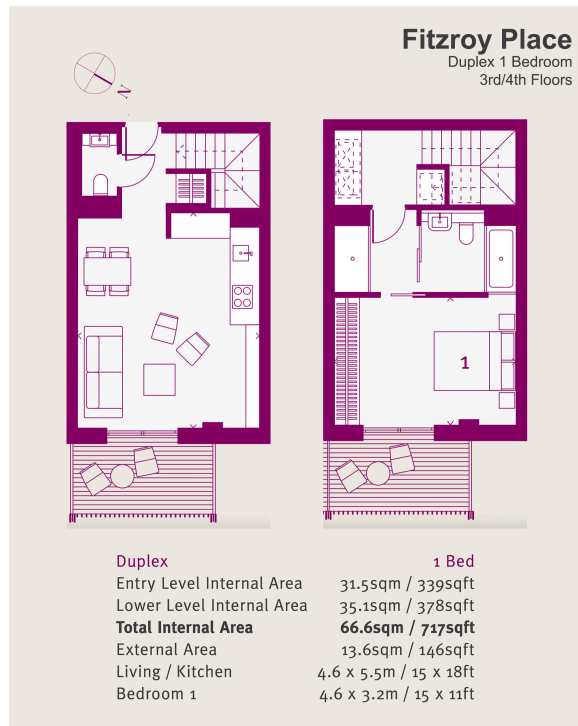 Fitzroy Place
Duplex 1 Bedroom
3rd/4th Floors
N
1
Duplex 1 Bed
Entry Level Internal Area 31.5sqm / 339sqft
Lower Level Internal Area 35.1sqm / 378sqft
Total Internal Area 66.6sqm / 717sqft
External Area 13.6sqm / 146sqft
Living / Kitchen 4.6 x 5.5m / 15 x 18ft
Bedroom 1 4.6 x 3.2m / 15 x 11ft